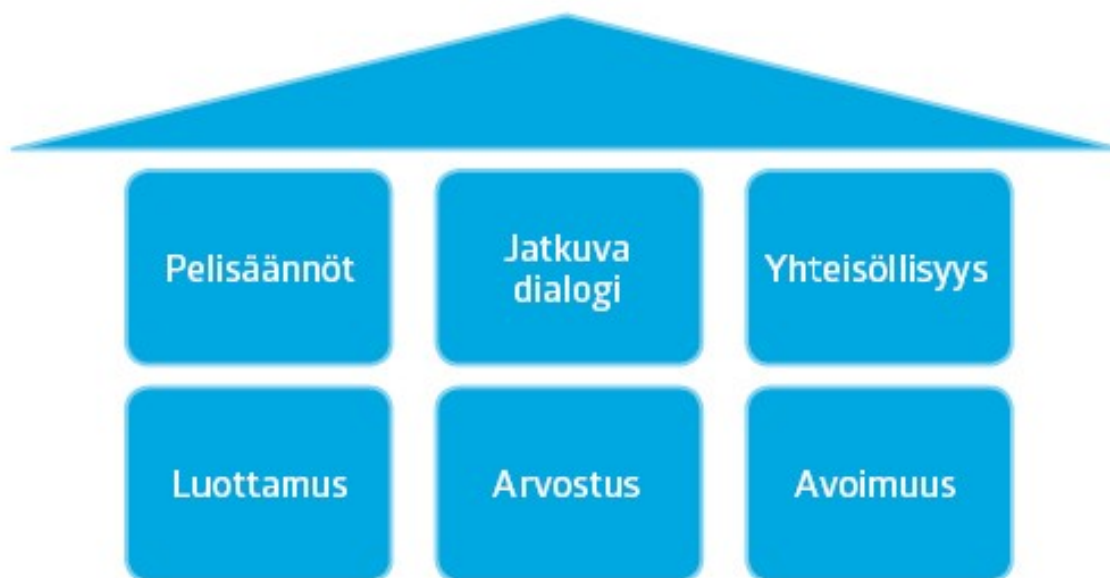 Pelisäännöt
Jatkuva
dialogi
Yhteisöllisyys
Luottamus
Arvostus
Avoimuus